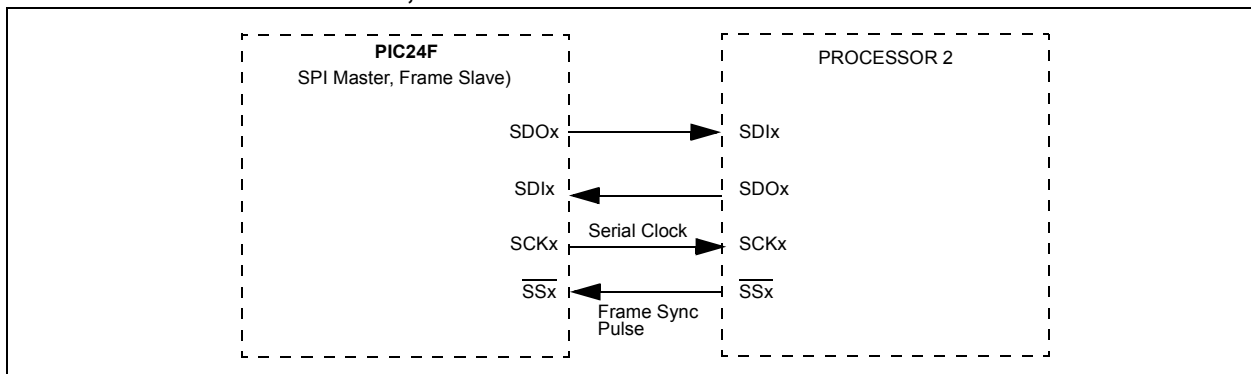 PIC24F
SPI Master, Frame Slave)
PROCESSOR 2
SDOx
SDIx
SDIx
SDOx
SCKx
Serial Clock
SCKx
SSx
SSx
Frame Sync
Pulse